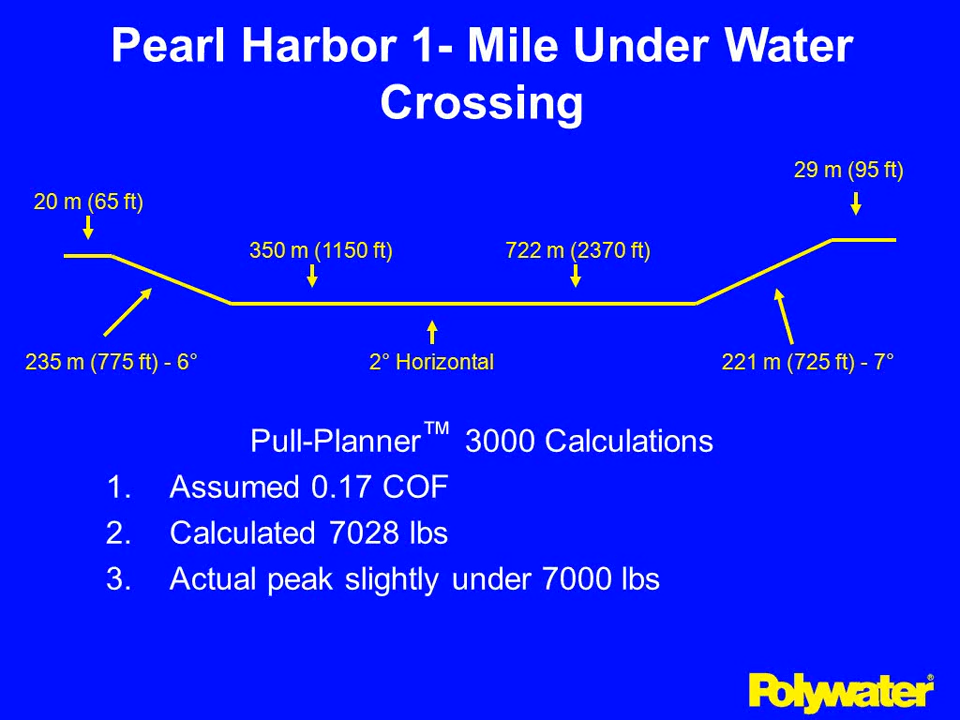 Pearl Harbor 1- Mile Under Water
Crossing
29 m (95 ft)
20 m (65 ft)
350 m (1150 ft)
722 m (2370 ft)
235 m (775 ft) - 6°
2° Horizontal
221 m (725 ft) - 7°
Pull-Planner™ 3000 Calculations
1. Assumed 0.17 COF
2. Calculated 7028 lbs
3. Actual peak slightly under 7000 lbs
Polywater®